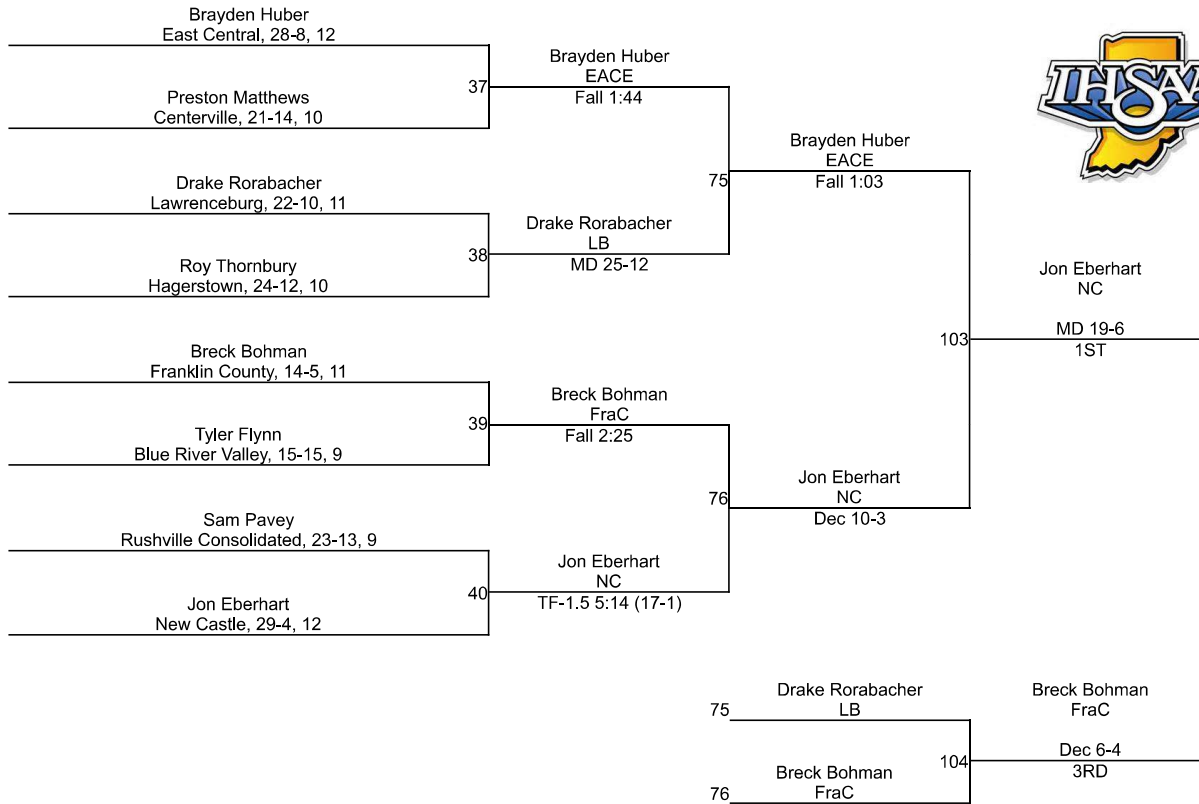 Brayden Huber
East Central, 28-8, 12
Preston Matthews
Centerville, 21-14, 10
Drake Rorabacher
Lawrenceburg, 22-10, 11
Roy Thornbury
Hagerstown, 24-12, 10
Breck Bohman
Franklin County, 14-5, 11
Tyler Flynn
Blue River Valley, 15-15, 9
Sam Pavey
Rushville Consolidated, 23-13, 9
Jon Eberhart
New Castle, 29-4, 12
37
Brayden Huber
EACE
Fall 1:44
38
Drake Rorabacher
LB
MD 25-12
39
Breck Bohman
FraC
Fall 2:25
40
Jon Eberhart
NC
TF-1.5 5:14 (17-1)
75
Brayden Huber
EACE
Fall 1:03
76
Jon Eberhart
NC
Dec 10-3
103
Jon Eberhart
NC
MD 19-6
1ST
IHSAA
75
Drake Rorabacher
LB
76
Breck Bohman
FraC
104
Breck Bohman
FraC
Dec 6-4
3RD